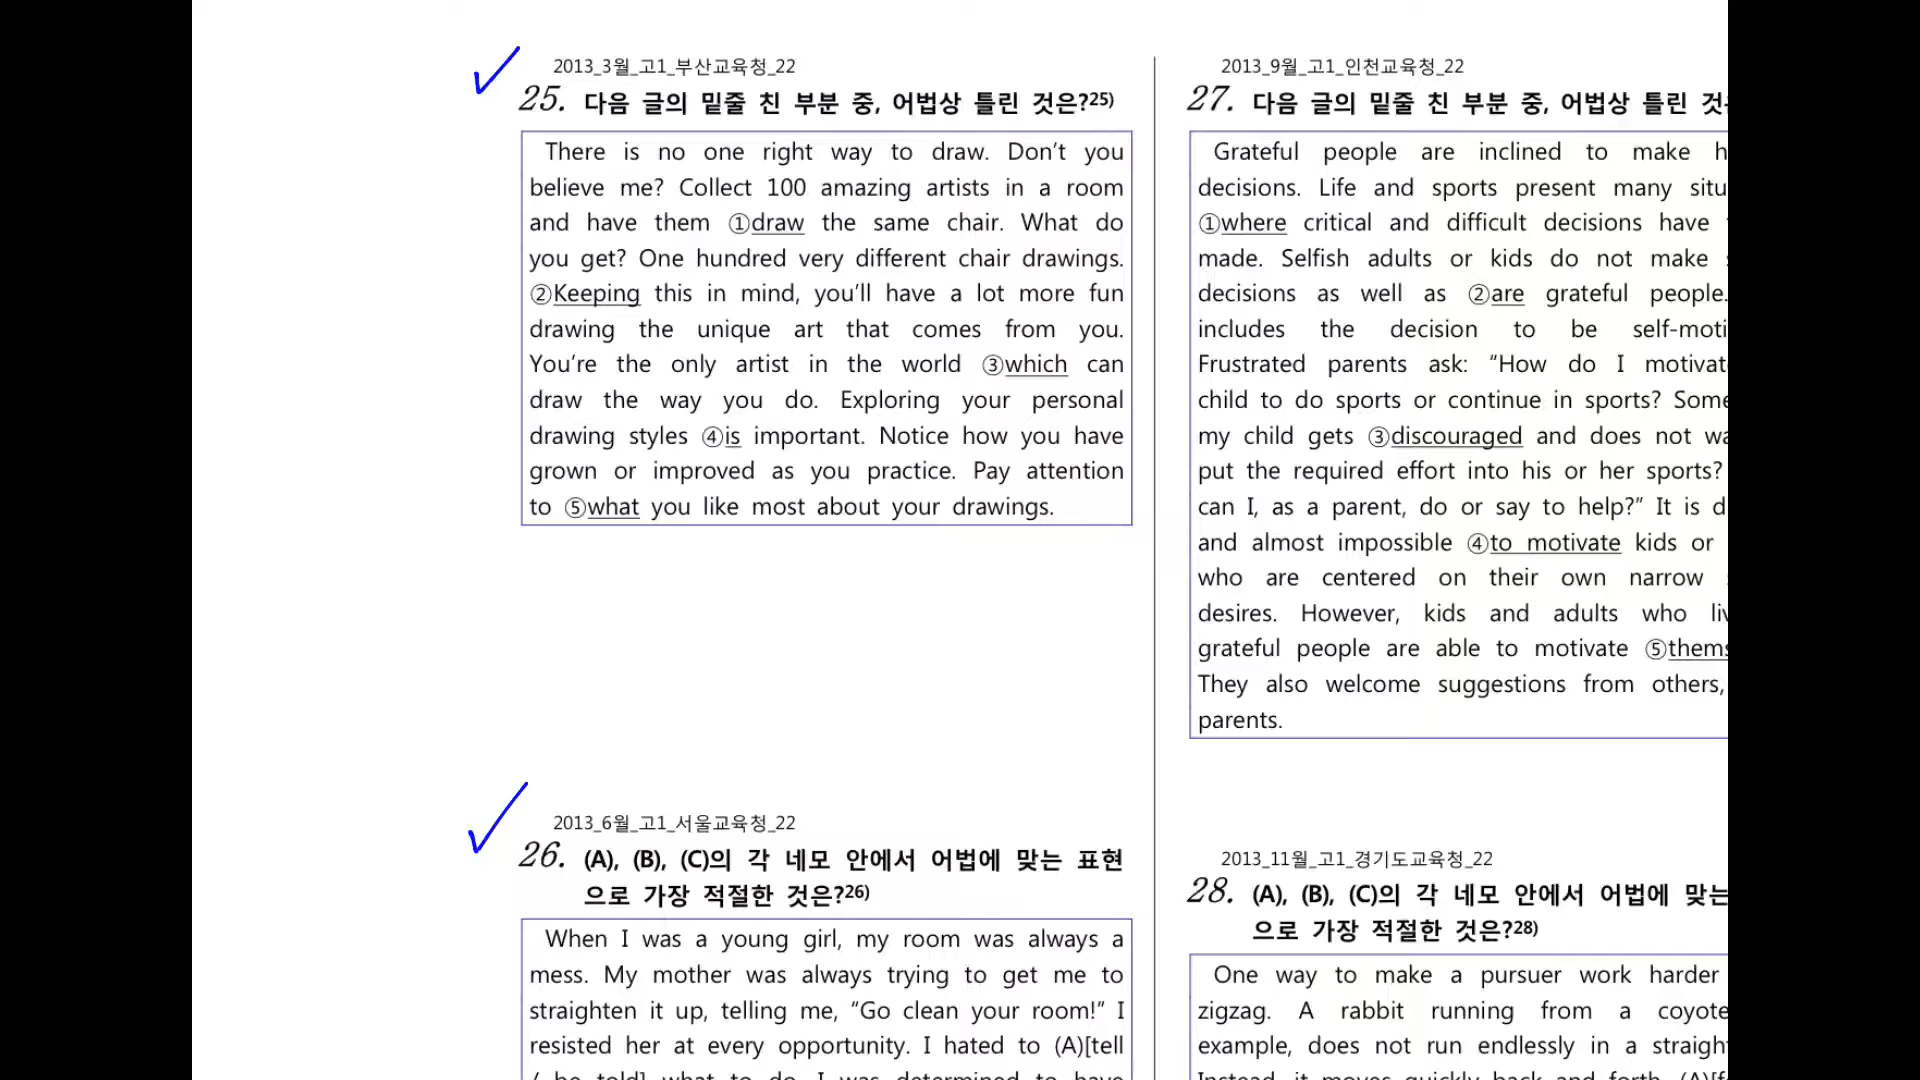 2013_3월_고1_부산교육청_22
25. 다음 글의 밑줄 친 부분 중, 어법상 틀린 것은?25)
There is no one right way to draw. Don’t you
believe me? Collect 100 amazing artists in a room
and have them ①draw the same chair. What do
you get? One hundred very different chair drawings.
②Keeping this in mind, you’ll have a lot more fun
drawing the unique art that comes from you.
You’re the only artist in the world ③which can
draw the way you do. Exploring your personal
drawing styles ④is important. Notice how you have
grown or improved as you practice. Pay attention
to ⑤what you like most about your drawings.
2013_6월_고1_서울교육청_22
26. (A), (B), (C)의 각 네모 안에서 어법에 맞는 표현
으로 가장 적절한 것은?26)
When I was a young girl, my room was always a
mess. My mother was always trying to get me to
straighten it up, telling me, “Go clean your room!” I
resisted her at every opportunity. I hated to (A)[tell
/ be told] what to do. I was determined to have
2013_9월_고1_인천교육청_22
27. 다음 글의 밑줄 친 부분 중, 어법상 틀린
Grateful people are inclined to make
decisions. Life and sports present many
①where critical and difficult decisions have
made. Selfish adults or kids do not make
decisions as well as ②are grateful people.
includes the decision to be
Frustrated parents ask: “How do I
child to do sports or continue in sports?
my child gets ③discouraged and does not
put the required effort into his or her sports?
can I, as a parent, do or say to help?” It is
and almost impossible ④to motivate kids or
who are centered on their own narrow
desires. However, kids and adults who
grateful people are able to motivate ⑤
They also welcome suggestions from others,
parents.
2013_11월_고1_경기도교육청_22
28. (A), (B), (C)의 각 네모 안에서 어법에 맞는
으로 가장 적절한 것은?28)
One way to make a pursuer work harder
zigzag. A rabbit running from a coyote
example, does not run endlessly in a
Instead, it moves quickly back and forth,